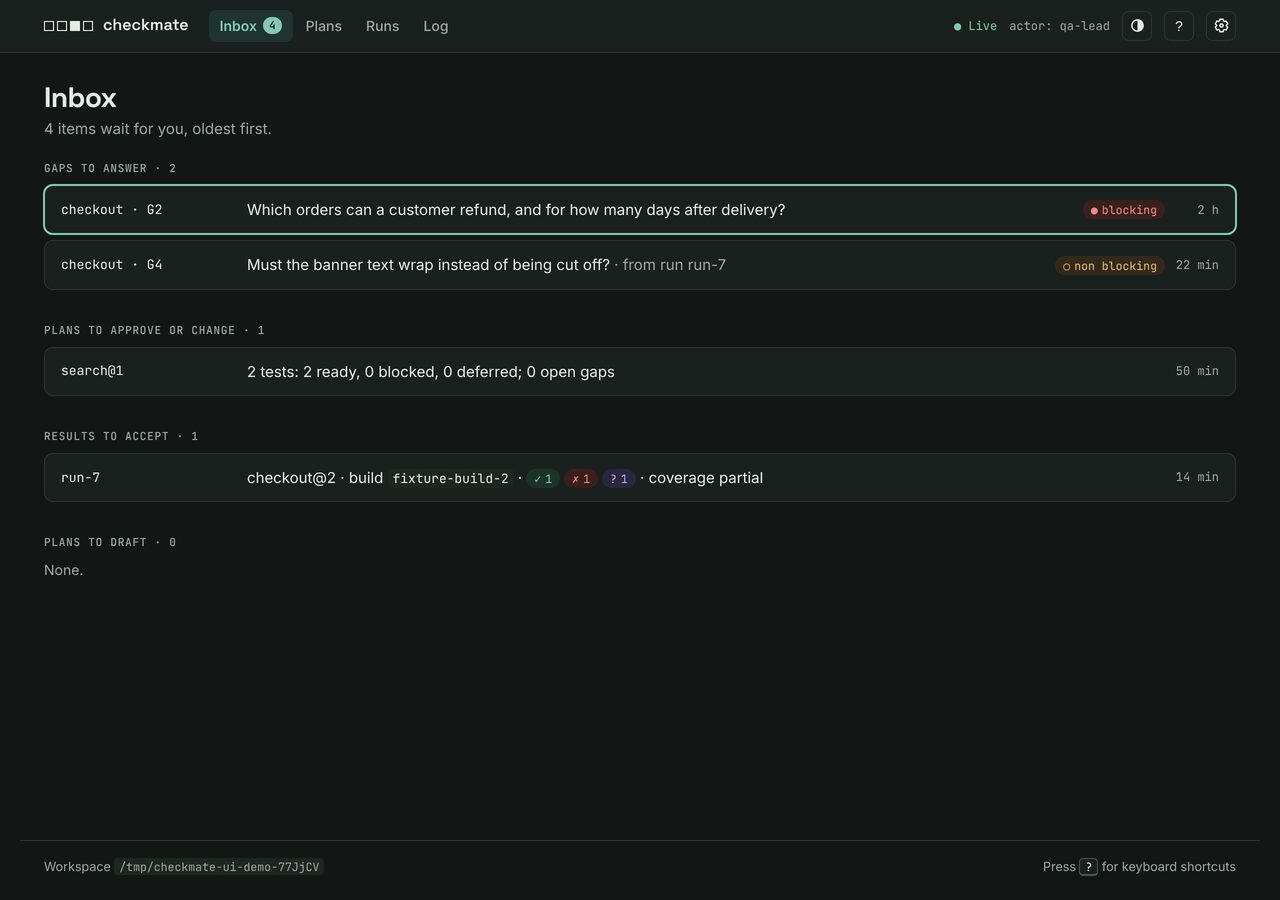 checkmate Inbox 4 Plans Runs Log ● Live actor: qa-lead ?
Inbox
4 items wait for you, oldest first.
GAPS TO ANSWER · 2
checkout · G2 Which orders can a customer refund, and for how many days after delivery? ● blocking 2 h
checkout · G4 Must the banner text wrap instead of being cut off? · from run run-7 ○ non blocking 22 min
PLANS TO APPROVE OR CHANGE · 1
search@1 2 tests: 2 ready, 0 blocked, 0 deferred; 0 open gaps 50 min
RESULTS TO ACCEPT · 1
run-7 checkout@2 · build fixture-build-2 · ✓ 1 ✗ 1 ? 1 · coverage partial 14 min
PLANS TO DRAFT · 0
None.
Workspace /tmp/checkmate-ui-demo-77JjCV Press ? for keyboard shortcuts